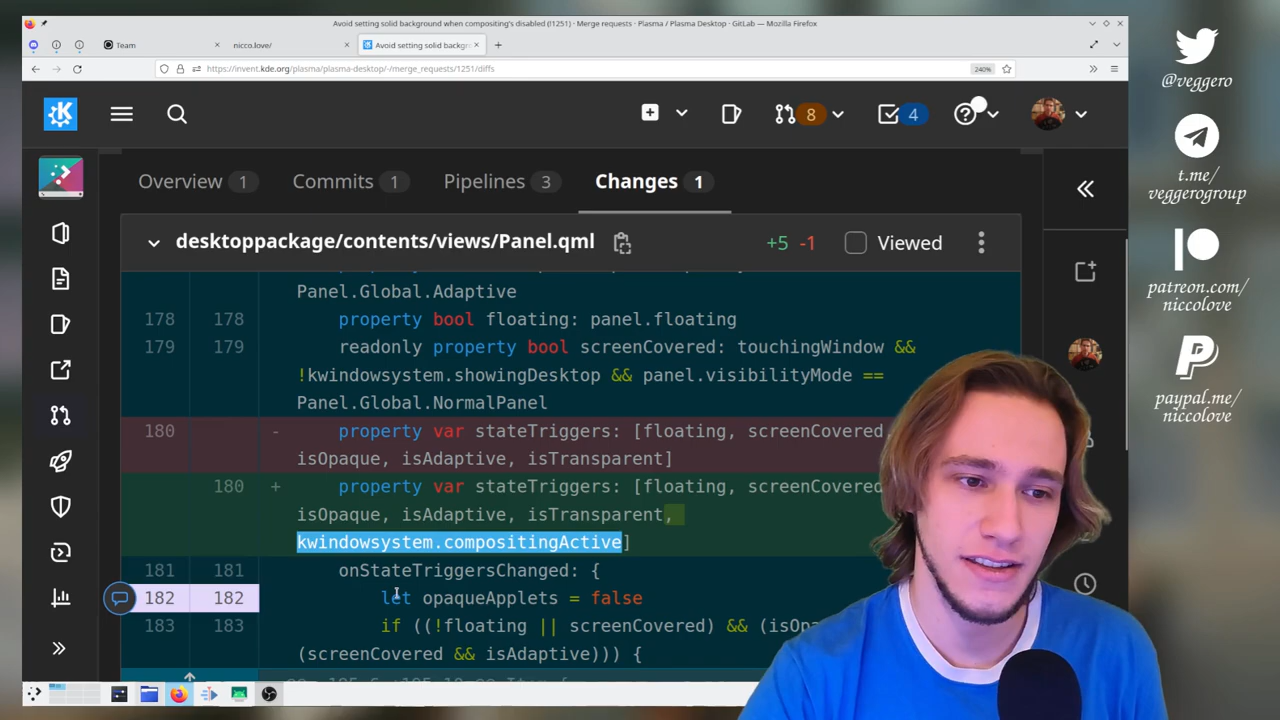 Avoid setting solid background when compositing's disabled (!1251) · Merge requests · Plasma / Plasma Desktop · GitLab — Mozilla Firefox
Team
nicco.love/
Avoid setting solid backgr
https://invent.kde.org/plasma/plasma-desktop/-/merge_requests/1251/diffs
240%
8
4
Overview 1
Commits 1
Pipelines 3
Changes 1
desktoppackage/contents/views/Panel.qml
+5 -1
Viewed
Panel.Global.Adaptive
178 178 property bool floating: panel.floating
179 179 readonly property bool screenCovered: touchingWindow &&
!kwindowsystem.showingDesktop && panel.visibilityMode ==
Panel.Global.NormalPanel
180 - property var stateTriggers: [floating, screenCovered,
isOpaque, isAdaptive, isTransparent]
180 + property var stateTriggers: [floating, screenCovered
isOpaque, isAdaptive, isTransparent,
kwindowsystem.compositingActive]
181 181 onStateTriggersChanged: {
182 182 let opaqueApplets = false
183 183 if ((!floating || screenCovered) && (isOp
(screenCovered && isAdaptive))) {
@veggero
t.me/
veggerogroup
patreon.com/
niccolove
paypal.me/
niccolove